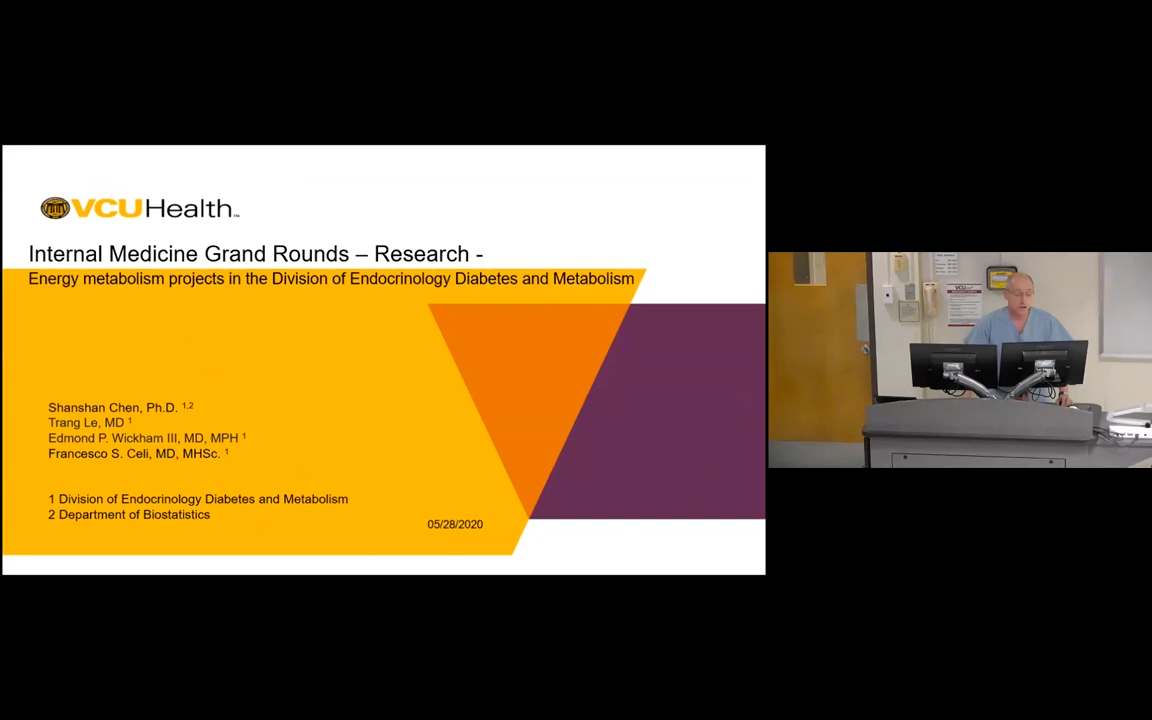 VCUHealth™
Internal Medicine Grand Rounds – Research -
Energy metabolism projects in the Division of Endocrinology Diabetes and Metabolism
Shanshan Chen, Ph.D. 1,2
Trang Le, MD 1
Edmond P. Wickham III, MD, MPH 1
Francesco S. Celi, MD, MHSc. 1
1 Division of Endocrinology Diabetes and Metabolism
2 Department of Biostatistics
05/28/2020
VCU